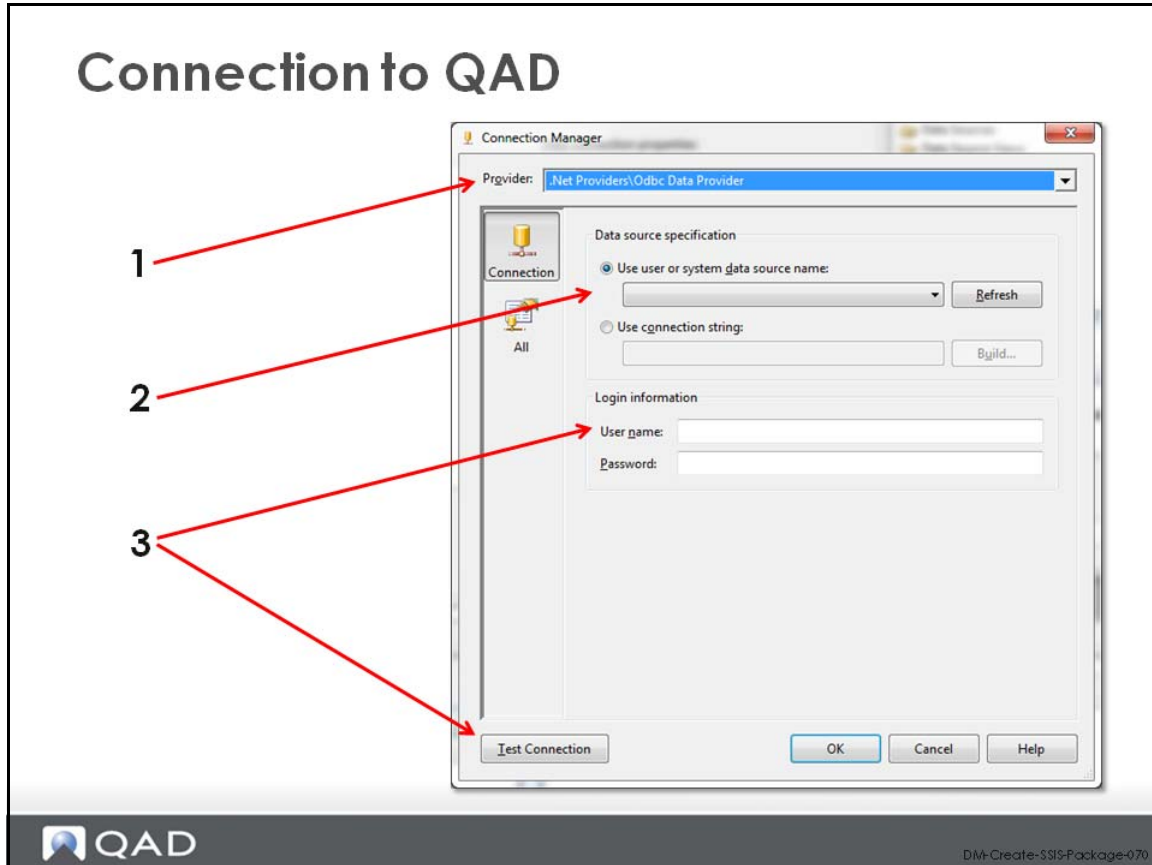 Connection to QAD
Connection Manager
Provider: .Net Providers\Odbc Data Provider
1
Connection
All
Data source specification
Use user or system data source name:
Refresh
Use connection string:
Build...
2
Login information
User name:
Password:
3
Test Connection
OK
Cancel
Help
QAD
DM-Create-SSIS-Package-070